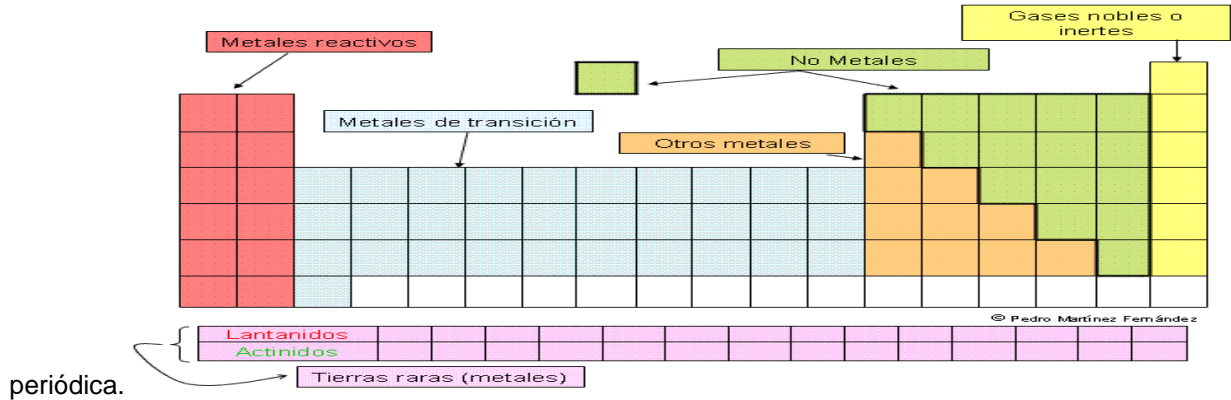 Gases nobles o
inertes
Metales reactivos
No Metales
Metales de transición
Otros metales
© Pedro Martínez Fernández
Lantanidos
Actinidos
Tierras raras (metales)
periódica.